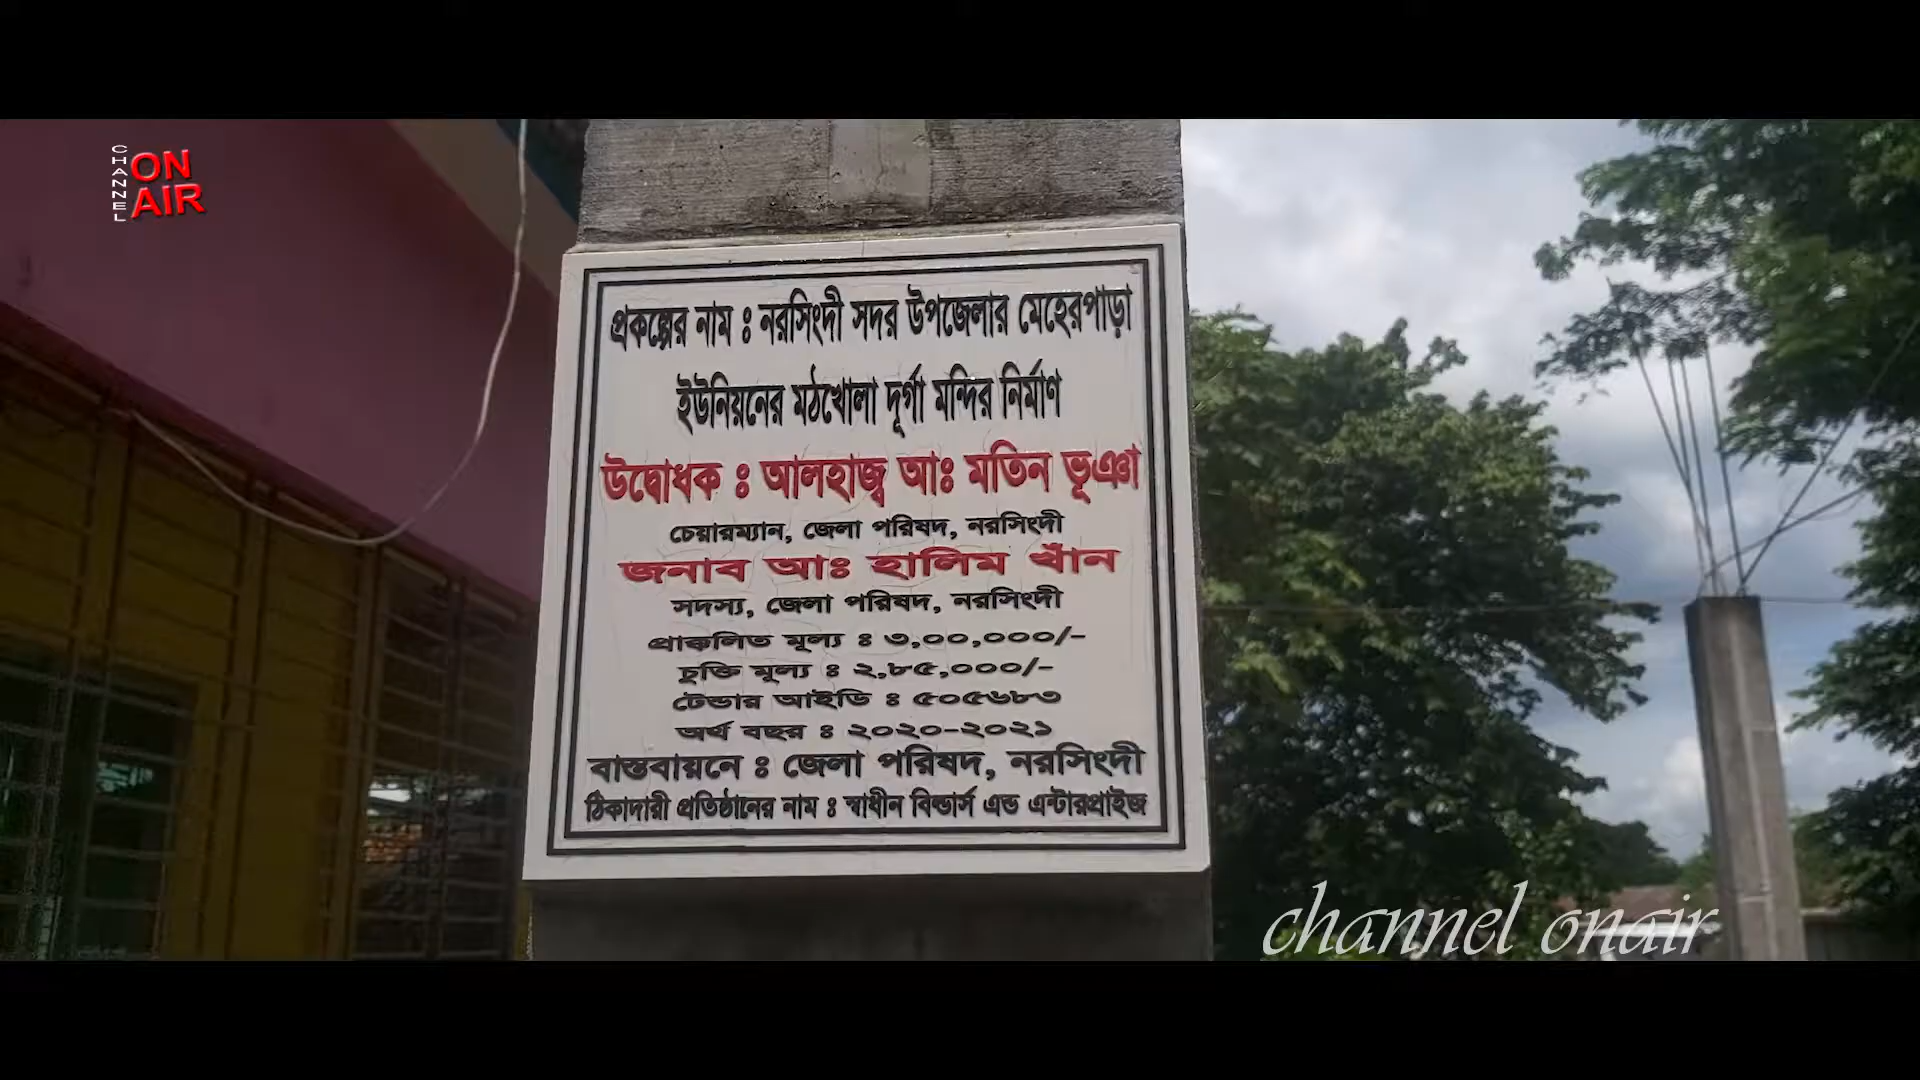 CHANNEL
ON
AIR
প্রকল্পের নাম ঃ নরসিংদী সদর উপজেলার মেহেরপাড়া
ইউনিয়নের মঠখোলা দূর্গা মন্দির নির্মাণ
উদ্বোধক ঃ আলহাজ্ব আঃ মতিন ভূঞা
চেয়ারম্যান, জেলা পরিষদ, নরসিংদী
জনাব আঃ হালিম খাঁন
সদস্য, জেলা পরিষদ, নরসিংদী
প্রাক্কলিত মূল্য ঃ ৩,০০,০০০/-
চুক্তি মূল্য ঃ ২,৮৫,০০০/-
টেন্ডার আইডি ঃ ৫০৫৬৮৩
অর্থ বছর ঃ ২০২০-২০২১
বাস্তবায়নে ঃ জেলা পরিষদ, নরসিংদী
ঠিকাদারী প্রতিষ্ঠানের নাম ঃ স্বাধীন বিল্ডার্স এন্ড এন্টারপ্রাইজ
channel onair